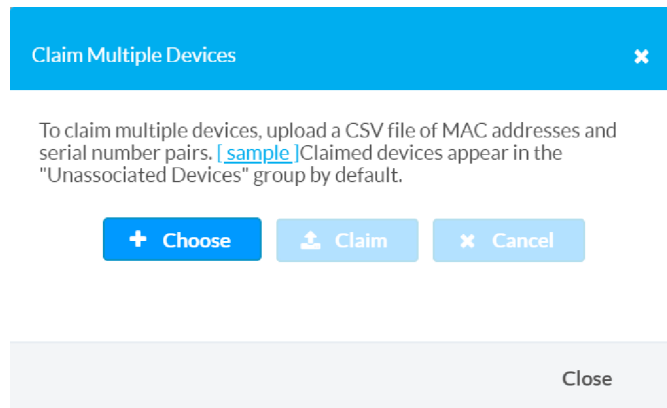 Claim Multiple Devices
To claim multiple devices, upload a CSV file of MAC addresses and
serial number pairs. [ sample ]Claimed devices appear in the
"Unassociated Devices" group by default.
Choose Claim Cancel
Close